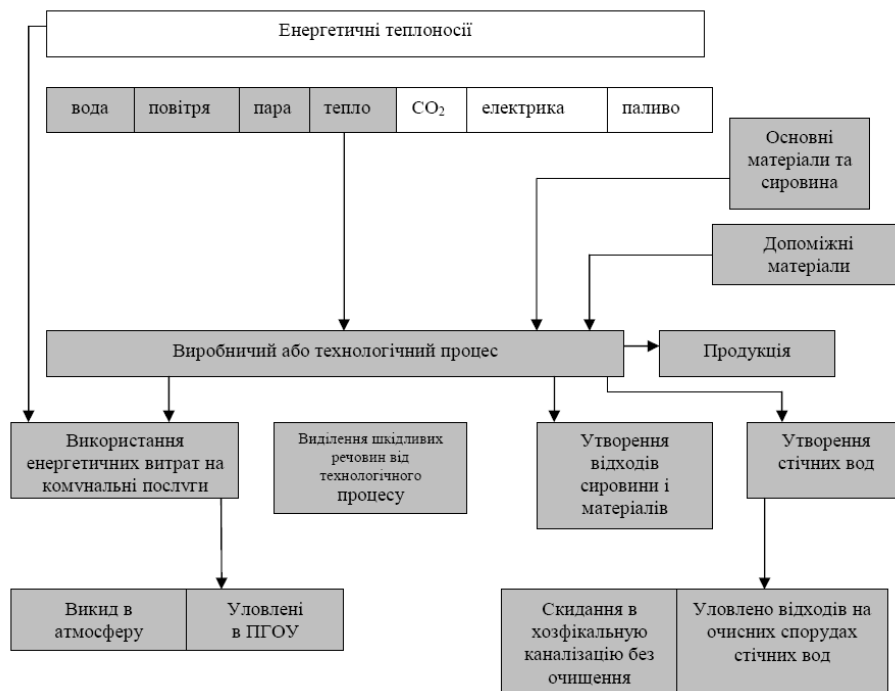 Енергетичні теплоносії
вода повітря пара тепло CO₂ електрика паливо
Основні
матеріали та
сировина
Допоміжні
матеріали
Виробничий або технологічний процес
Продукція
Використання
енергетичних витрат на
комунальні послуги
Виділення шкідливих
речовин від
технологічного
процесу
Утворення
відходів
сировини і
матеріалів
Утворення
стічних вод
Викид в
атмосферу
Уловлені
в ПГОУ
Скидання в
хозфікальную
каналізацію без
очищення
Уловлено відходів на
очисних спорудах
стічних вод